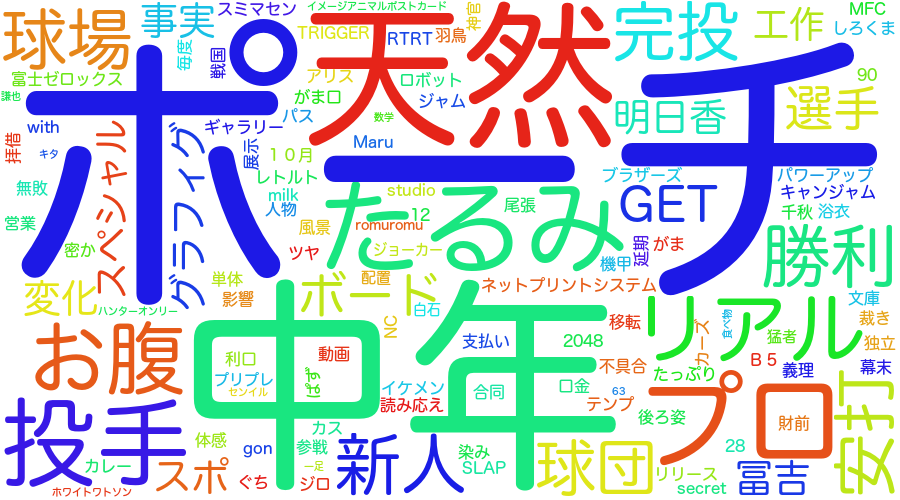 イメージアニマルポストカード
スミマセン
事実
球場
毎度
戦国
富士ゼロックス
謙也
ポーチ
天然
TRIGGER
RTRT
羽鳥
神官
完投
工作
MFC
しろくま
アリス
ロボット
90
がま口
ジャム
選手
明日香
with
パス
数学
ギャラリー
Maru
拝借
キタ
スペシャル
グラフィグ
展示
10月
レトルト
ブラザーズ
パワーアップ
キャンジャム
無敗
milk
人物
studio
たるみ
GET
千秋
浴衣
営業
12
尾張
romuromu
風景
延期
がま
勝利
密か
ツヤ
ジョーカー
機甲
単体
配置
ネットプリントシステム
変化
影響
ボード
中年
リアル
文庫
ハンターオンリー
白石
移転
裁き
NC
食べ物
猛者
独立
お腹
利口
動画
支払い
2048
カーズ
B5
義理
幕末
プリプレ
ぱず
イケメン
合同
口金
不具合
たっぷり
プロ
センイル
63
読み応え
テンプ
安打
投手
後ろ姿
財前
カス
体感
参戦
新人
染み
球団
28
カレー
スポ
gon
SLAP
リリース
冨吉
一足
ホワイトワトソン
ぐち
ジロ
secret